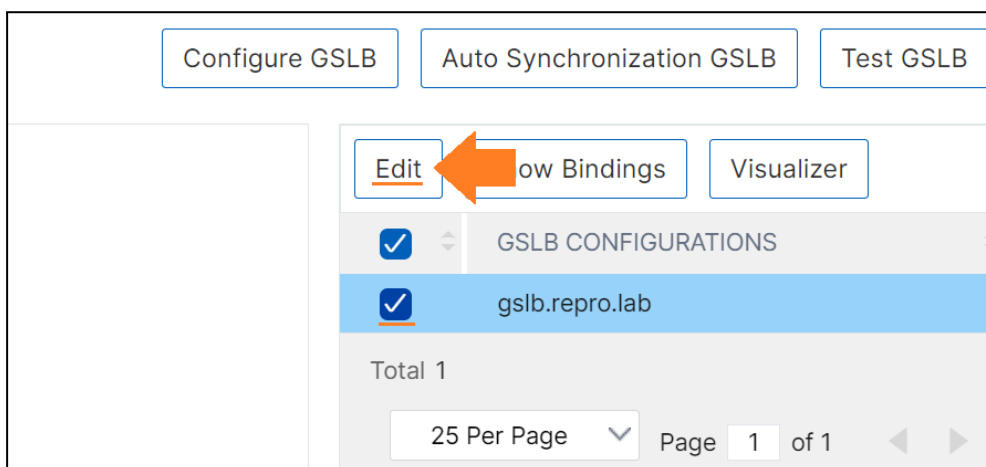 Configure GSLB Auto Synchronization GSLB Test GSLB
Edit ow Bindings Visualizer
GSLB CONFIGURATIONS
gslb.repro.lab
Total 1
25 Per Page Page 1 of 1